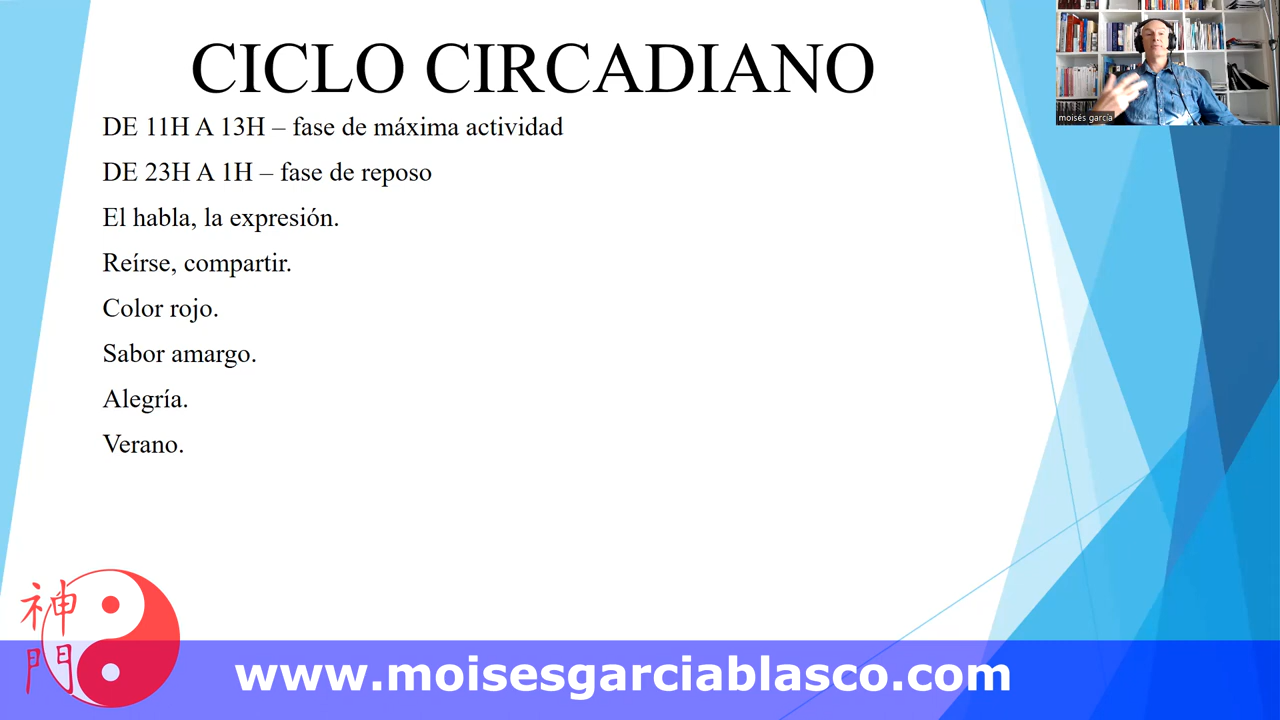 CICLO CIRCADIANO
DE 11H A 13H – fase de máxima actividad
DE 23H A 1H – fase de reposo
El habla, la expresión.
Reírse, compartir.
Color rojo.
Sabor amargo.
Alegría.
Verano.
moisés garcía
神門
www.moisesgarciablasco.com